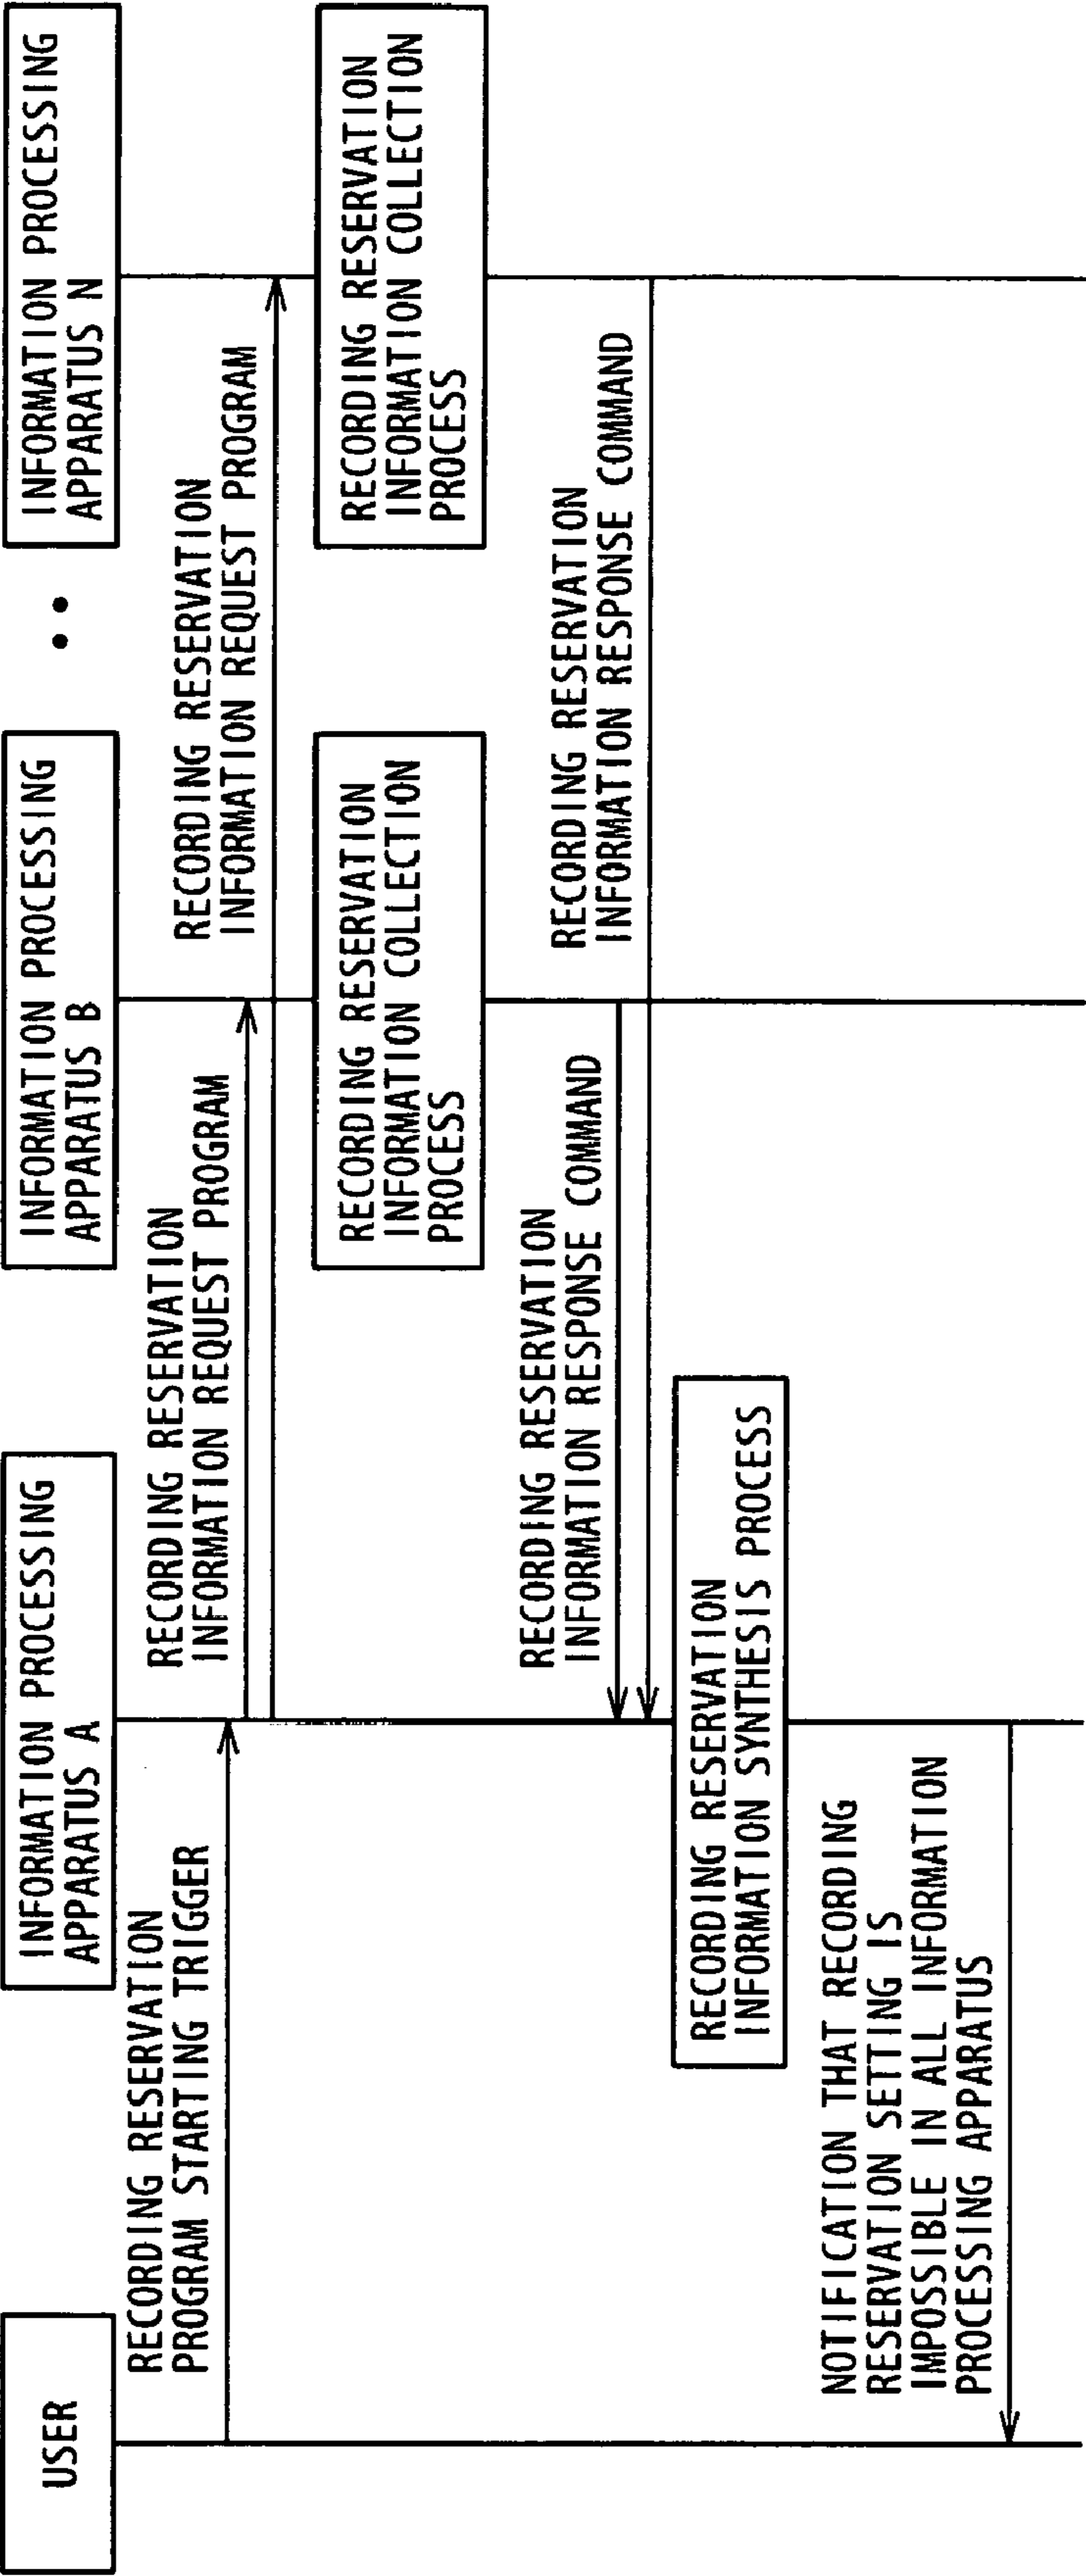 USER
INFORMATION PROCESSING
APPARATUS A
INFORMATION PROCESSING
APPARATUS B
INFORMATION PROCESSING
APPARATUS N
RECORDING RESERVATION
PROGRAM STARTING TRIGGER
RECORDING RESERVATION
INFORMATION REQUEST PROGRAM
RECORDING RESERVATION
INFORMATION REQUEST PROGRAM
RECORDING RESERVATION
INFORMATION COLLECTION
PROCESS
RECORDING RESERVATION
INFORMATION COLLECTION
PROCESS
RECORDING RESERVATION
INFORMATION RESPONSE COMMAND
RECORDING RESERVATION
INFORMATION RESPONSE COMMAND
RECORDING RESERVATION
INFORMATION SYNTHESIS PROCESS
NOTIFICATION THAT RECORDING
RESERVATION SETTING IS
IMPOSSIBLE IN ALL INFORMATION
PROCESSING APPARATUS